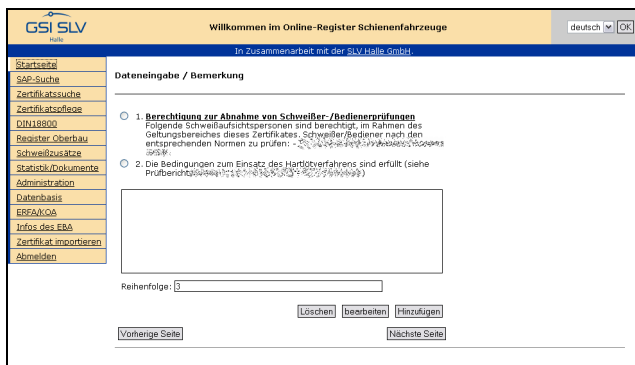 GSI SLV
Halle
Willkommen im Online-Register Schienenfahrzeuge
deutsch
OK
In Zusammenarbeit mit der SLV Halle GmbH.
Startseite
SAP-Suche
Zertifikatssuche
Zertifikatspflege
DIN18800
Register Oberbau
Schweißzusätze
Statistik/Dokumente
Administration
Datenbasis
ERFA/KOA
Infos des EBA
Zertifikat importieren
Abmelden
Dateneingabe / Bemerkung
1. Berechtigung zur Abnahme von Schweißer-/Bedienerprüfungen
Folgende Schweißaufsichtspersonen sind berechtigt, im Rahmen des
Geltungsbereiches dieses Zertifikates. Schweißer/Bediener nach den
entsprechenden Normen zu prüfen: -
2. Die Bedingungen zum Einsatz des Hartlötverfahrens sind erfüllt (siehe
Prüfbericht )
Reihenfolge: 3
Löschen bearbeiten Hinzufügen
Vorherige Seite Nächste Seite